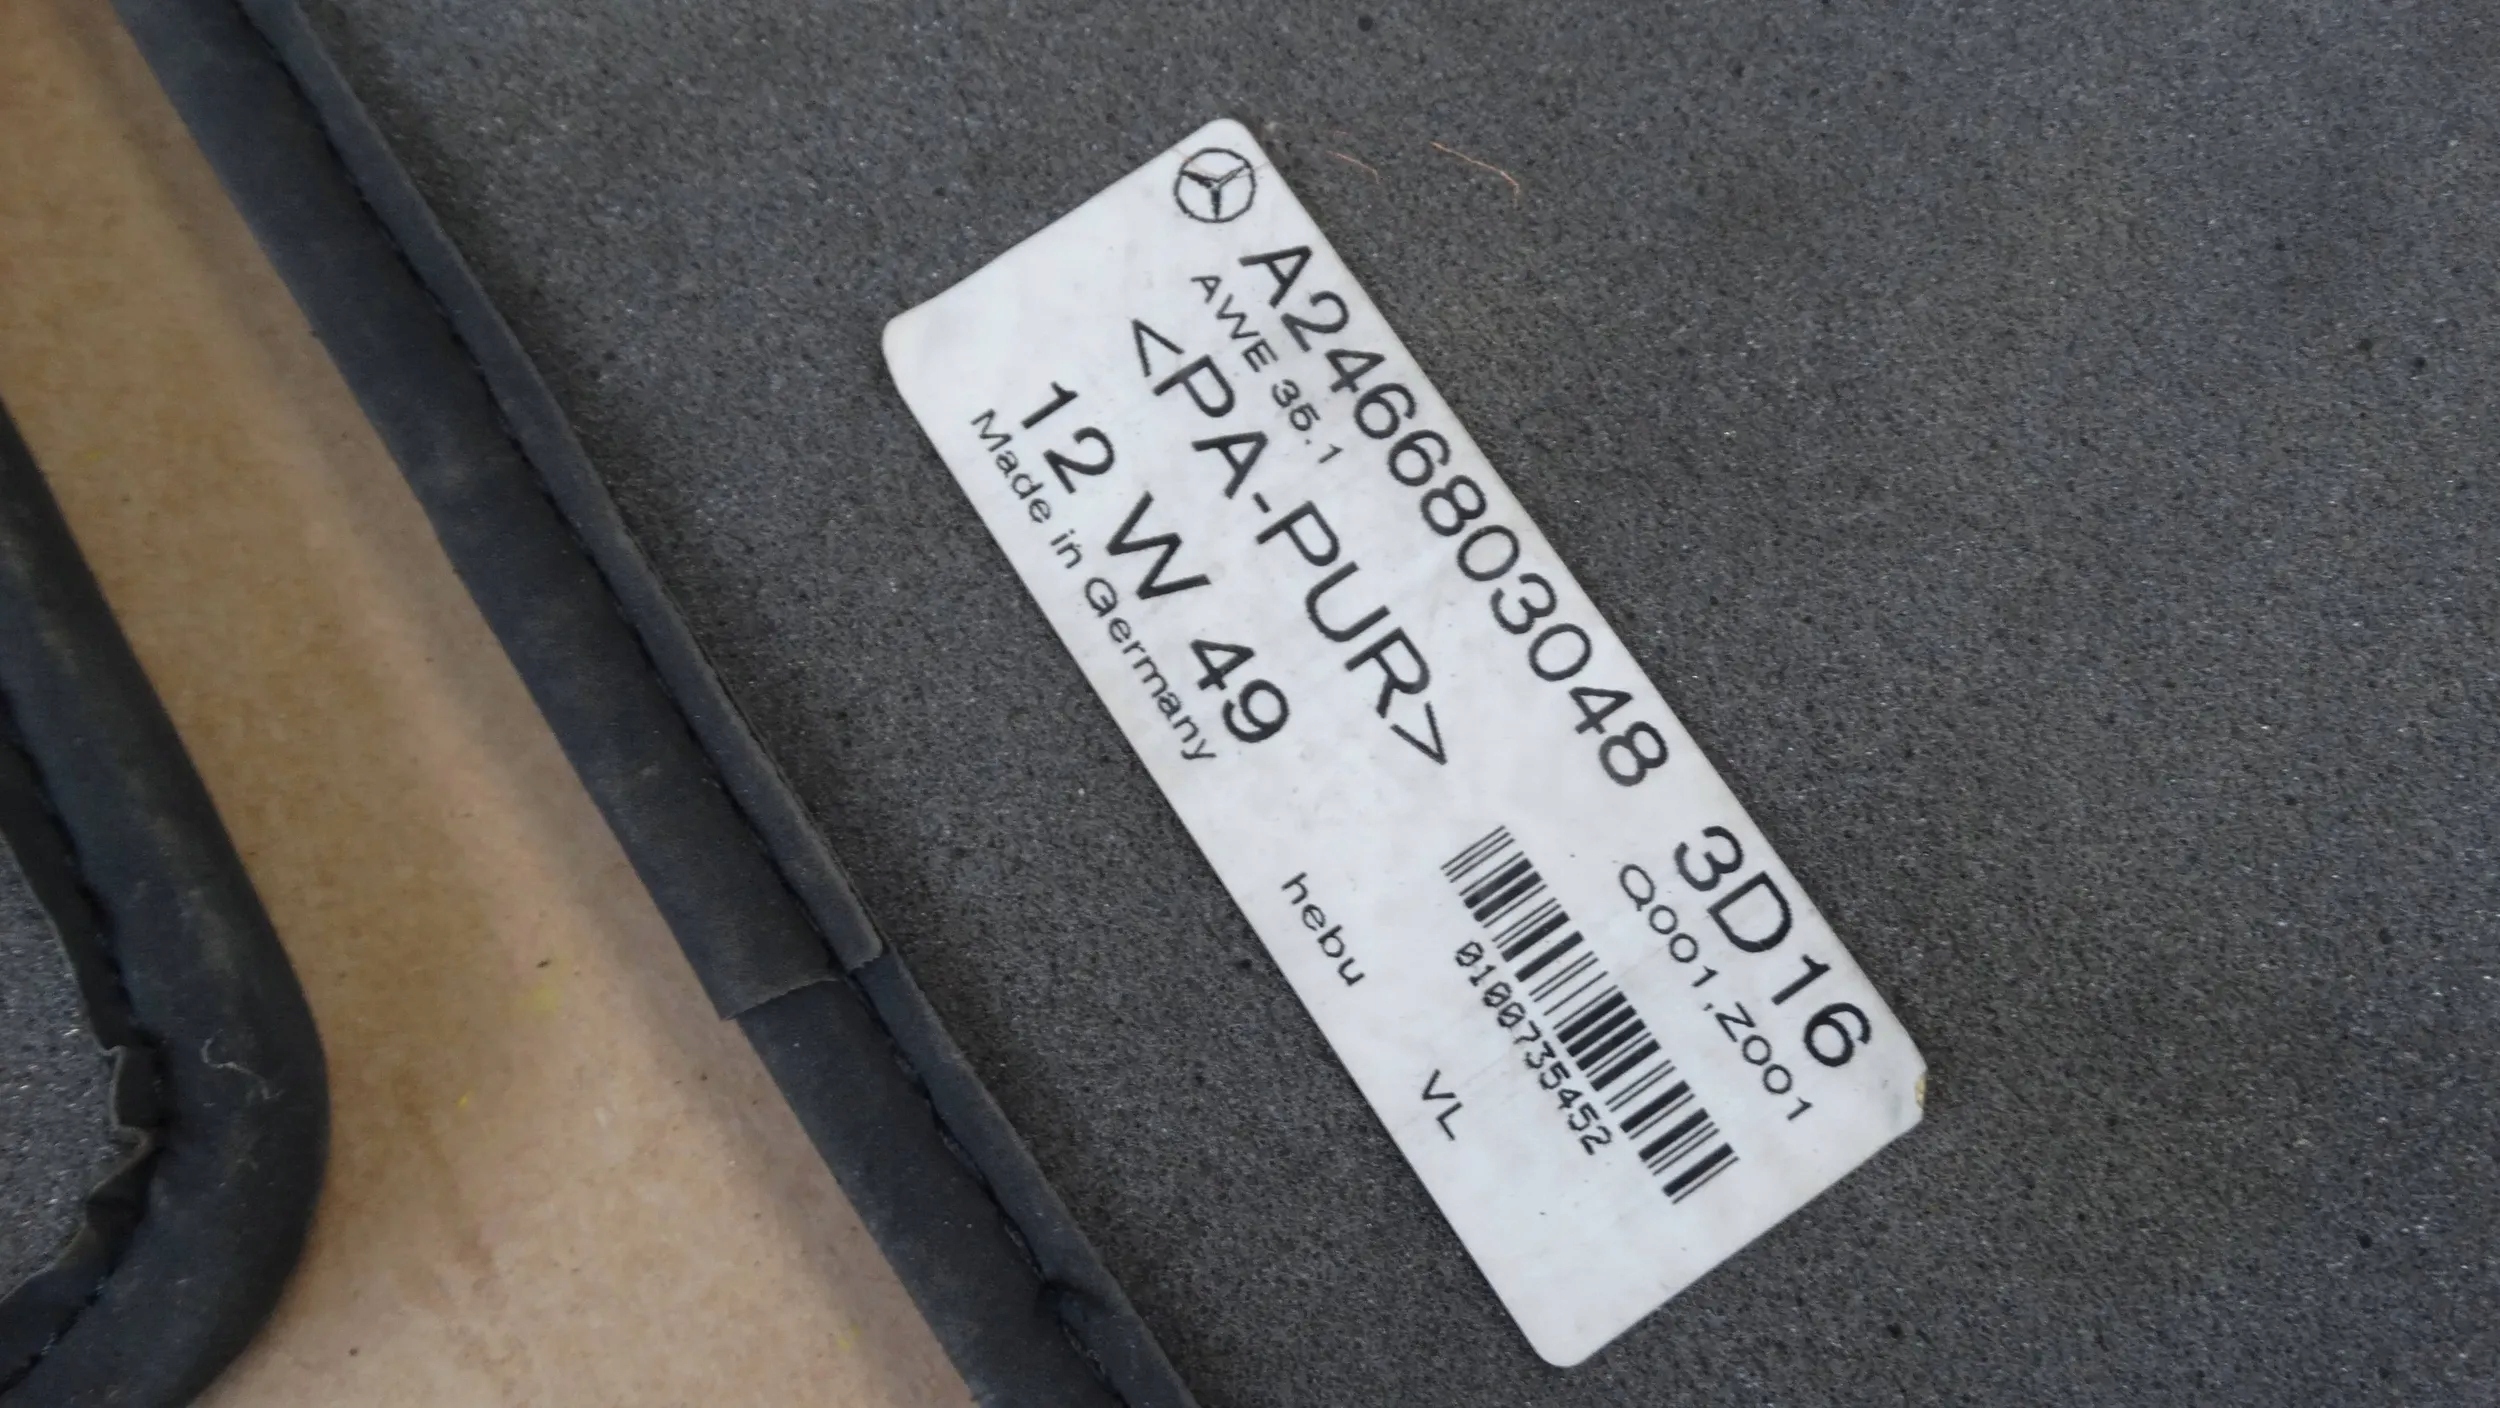 A2466803048 3D16
AWE 35.1
Q001,Z001
<PA-PUR>
12 W 49
0100735452
Made in Germany
hebu
VL